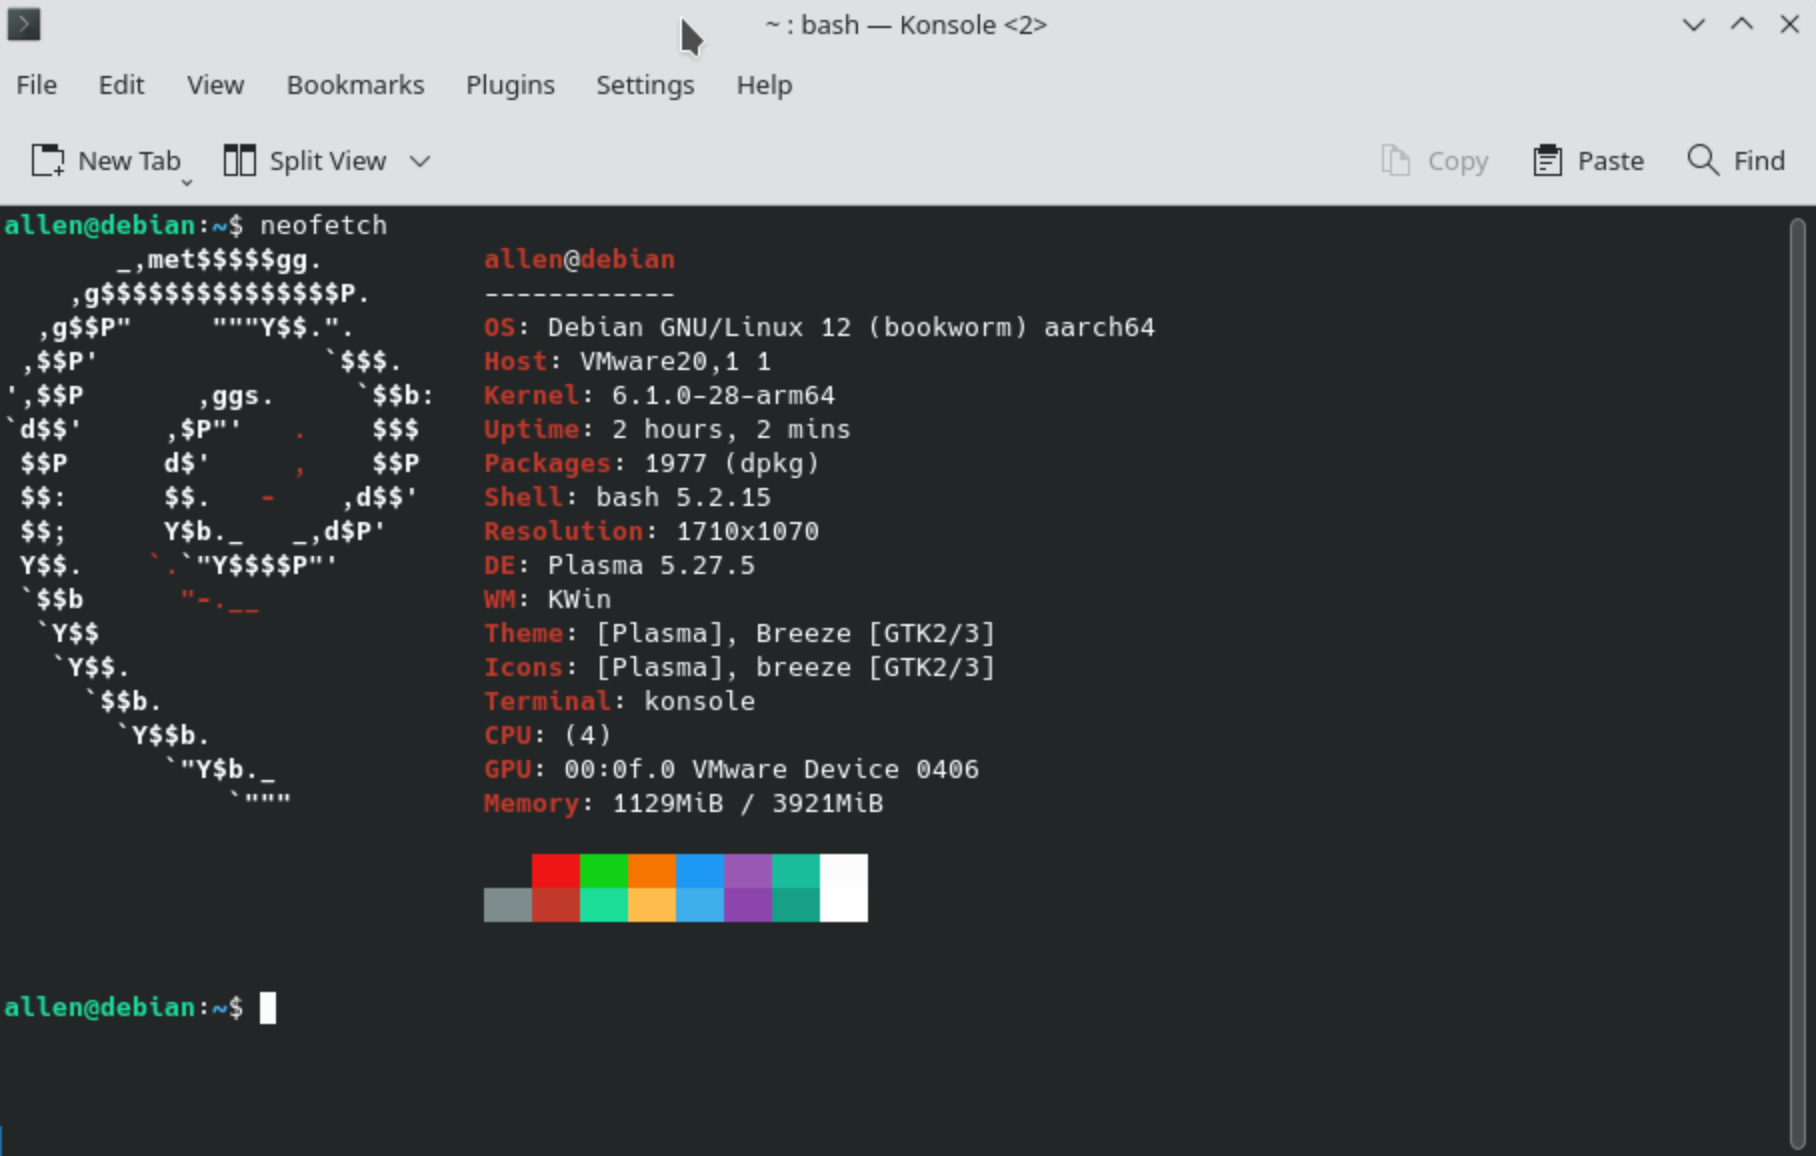 ~ : bash — Konsole <2>
File Edit View Bookmarks Plugins Settings Help
New Tab Split View Copy Paste Find
allen@debian:~$ neofetch
       _,met$$$$$gg.          allen@debian
    ,g$$$$$$$$$$$$$$$P.       ------------
  ,g$$P"     """Y$$.".        OS: Debian GNU/Linux 12 (bookworm) aarch64
 ,$$P'              `$$$.     Host: VMware20,1 1
',$$P       ,ggs.     `$$b:   Kernel: 6.1.0-28-arm64
`d$$'     ,$P"'   .    $$$    Uptime: 2 hours, 2 mins
 $$P      d$'     ,    $$P    Packages: 1977 (dpkg)
 $$:      $$.   -    ,d$$'    Shell: bash 5.2.15
 $$;      Y$b._   _,d$P'      Resolution: 1710x1070
 Y$$.    `.`"Y$$$$P"'         DE: Plasma 5.27.5
 `$$b      "-.__              WM: KWin
  `Y$$                        Theme: [Plasma], Breeze [GTK2/3]
   `Y$$.                      Icons: [Plasma], breeze [GTK2/3]
     `$$b.                    Terminal: konsole
       `Y$$b.                 CPU: (4)
          `"Y$b._             GPU: 00:0f.0 VMware Device 0406
              `"""            Memory: 1129MiB / 3921MiB
allen@debian:~$